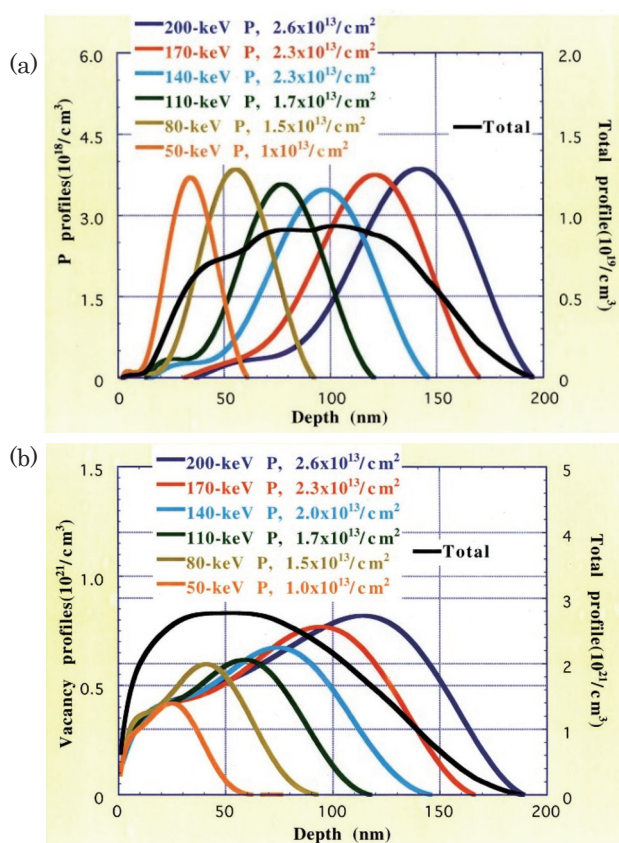 (a)
200-keV P, 2.6x10¹³/cm²
170-keV P, 2.3x10¹³/cm²
140-keV P, 2.3x10¹³/cm²
110-keV P, 1.7x10¹³/cm²
80-keV P, 1.5x10¹³/cm²
50-keV P, 1x10¹³/cm²
Total
P profiles(10¹⁸/cm³)
6.0
4.5
3.0
1.5
0
Total profile(10¹⁹/cm³)
2.0
1.5
1.0
0.5
0
0 50 100 150 200
Depth (nm)
(b)
200-keV P, 2.6x10¹³/cm²
170-keV P, 2.3x10¹³/cm²
140-keV P, 2.0x10¹³/cm²
110-keV P, 1.7x10¹³/cm²
80-keV P, 1.5x10¹³/cm²
50-keV P, 1.0x10¹³/cm²
Total
Vacancy profiles(10²¹/cm³)
1.5
1.0
0.5
0
Total profile(10²¹/cm³)
5
4
3
2
1
0
0 50 100 150 200
Depth (nm)